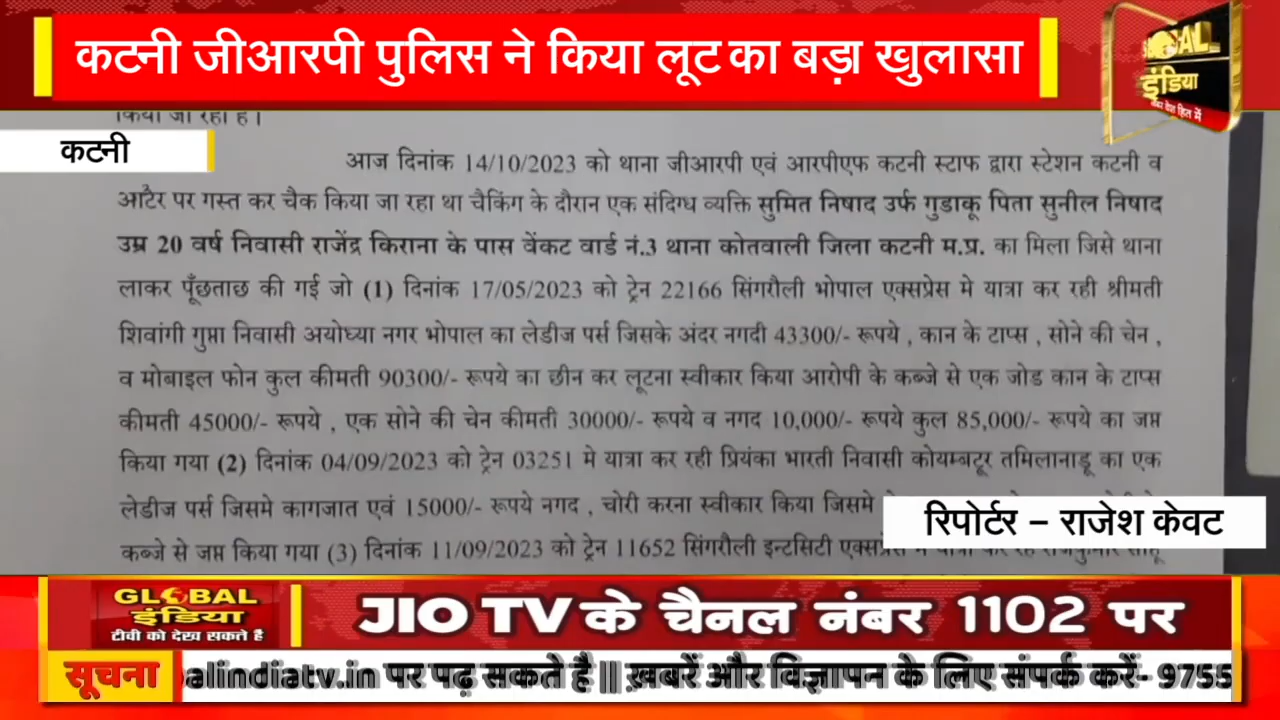 कटनी जीआरपी पुलिस ने किया लूट का बड़ा खुलासा
इंडिया
कटनी
किया जा रहा है।
आज दिनांक 14/10/2023 को थाना जीआरपी एवं आरपीएफ कटनी स्टाफ द्वारा स्टेशन कटनी व
आटैर पर गस्त कर चैक किया जा रहा था चैकिंग के दौरान एक संदिग्ध व्यक्ति सुमित निषाद उर्फ गुडाकू पिता सुनील निषाद
उम्र 20 वर्ष निवासी राजेंद्र किराना के पास वेंकट वार्ड नं.3 थाना कोतवाली जिला कटनी म.प्र. का मिला जिसे थाना
लाकर पूँछताछ की गई जो (1) दिनांक 17/05/2023 को ट्रेन 22166 सिंगरौली भोपाल एक्सप्रेस मे यात्रा कर रही श्रीमती
शिवांगी गुप्ता निवासी अयोध्या नगर भोपाल का लेडीज पर्स जिसके अंदर नगदी 43300/- रूपये , कान के टाप्स , सोने की चेन ,
व मोबाइल फोन कुल कीमती 90300/- रूपये का छीन कर लूटना स्वीकार किया आरोपी के कब्जे से एक जोड कान के टाप्स
कीमती 45000/- रूपये , एक सोने की चेन कीमती 30000/- रूपये व नगद 10,000/- रूपये कुल 85,000/- रूपये का जप्त
किया गया (2) दिनांक 04/09/2023 को ट्रेन 03251 मे यात्रा कर रही प्रियंका भारती निवासी कोयम्बटूर तमिलानाडू का एक
लेडीज पर्स जिसमे कागजात एवं 15000/- रूपये नगद , चोरी करना स्वीकार किया जिसमे
रिपोर्टर – राजेश केवट
कब्जे से जप्त किया गया (3) दिनांक 11/09/2023 को ट्रेन 11652 सिंगरौली इन्टसिटी एक्सप्रेस
GLOBAL
इंडिया
टीवी को देख सकते है
JIO TV के चैनल नंबर 1102 पर
सूचना
balindiatv.in पर पढ़ सकते है || ख़बरें और विज्ञापन के लिए संपर्क करें- 9755